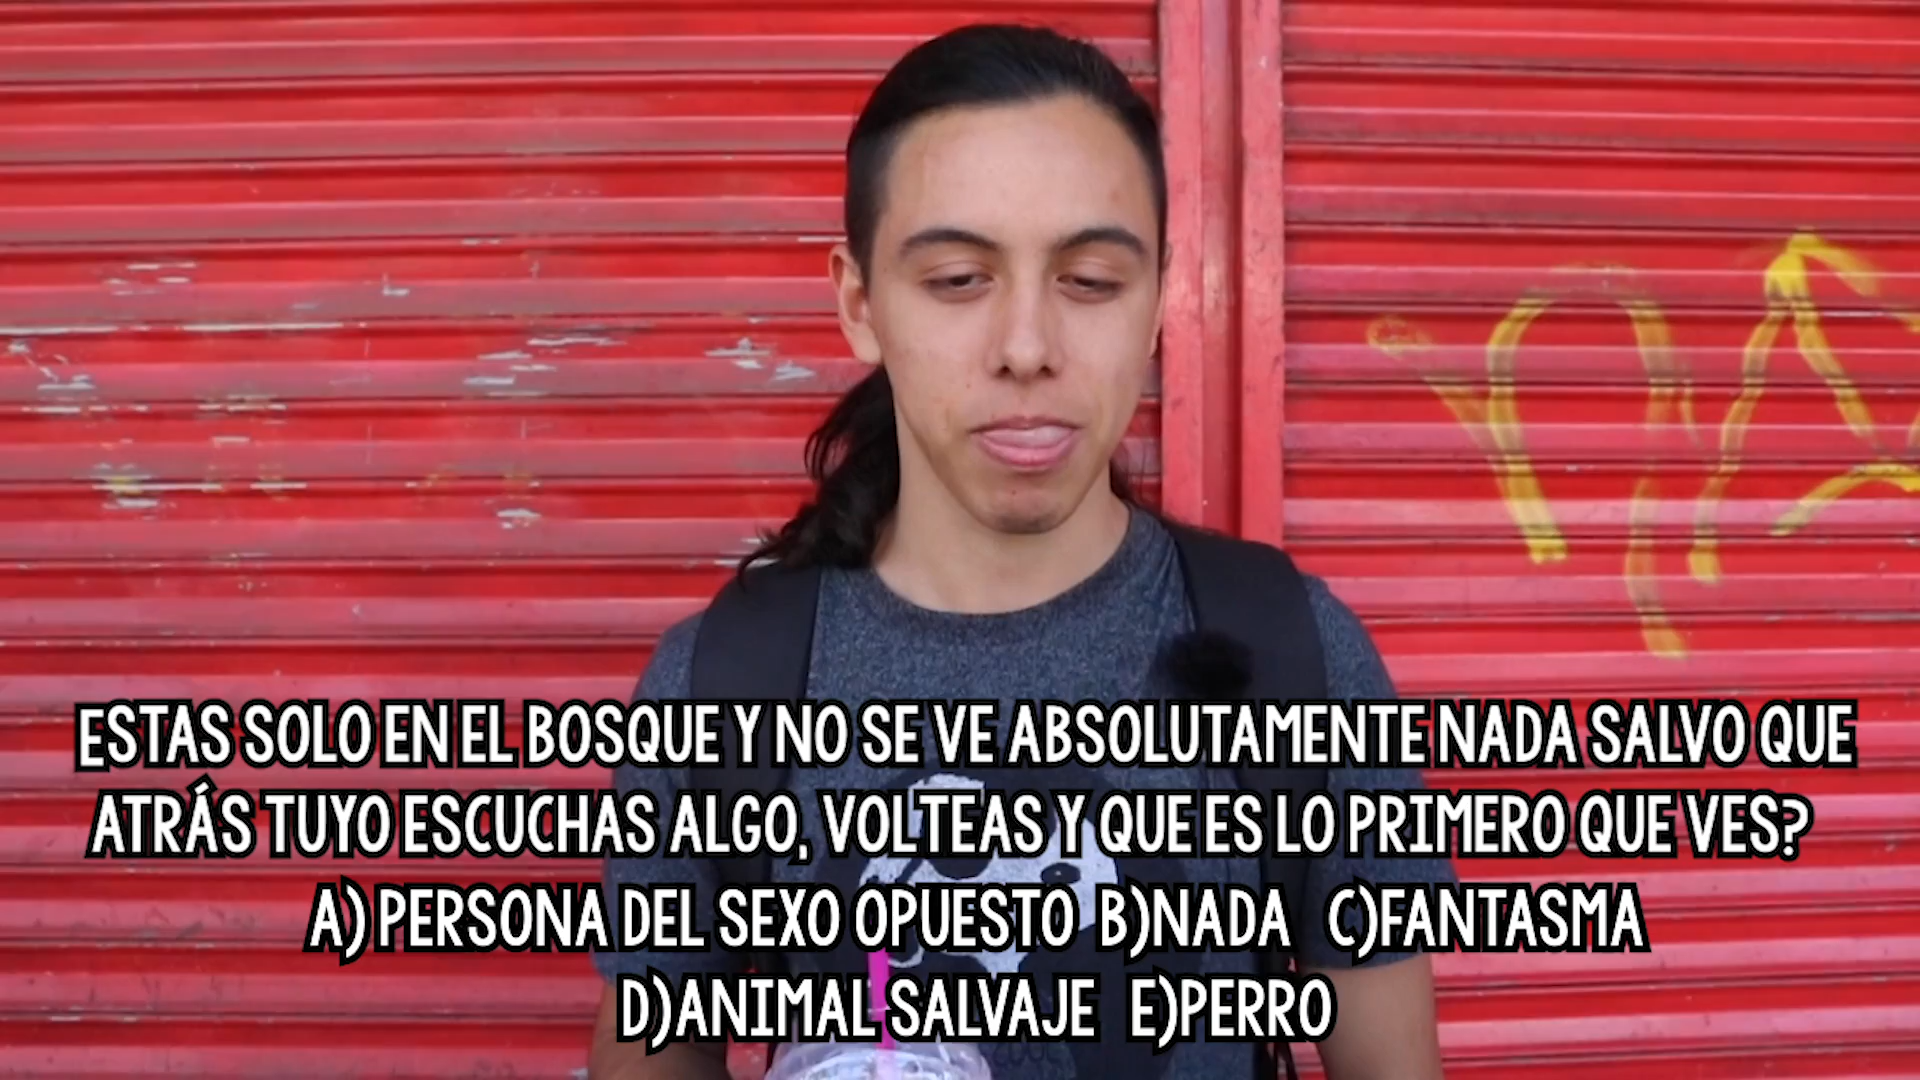 ESTAS SOLO EN EL BOSQUE Y NO SE VE ABSOLUTAMENTE NADA SALVO QUE
ATRÁS TUYO ESCUCHAS ALGO, VOLTEAS Y QUE ES LO PRIMERO QUE VES?
A) PERSONA DEL SEXO OPUESTO B)NADA C)FANTASMA
D)ANIMAL SALVAJE E)PERRO